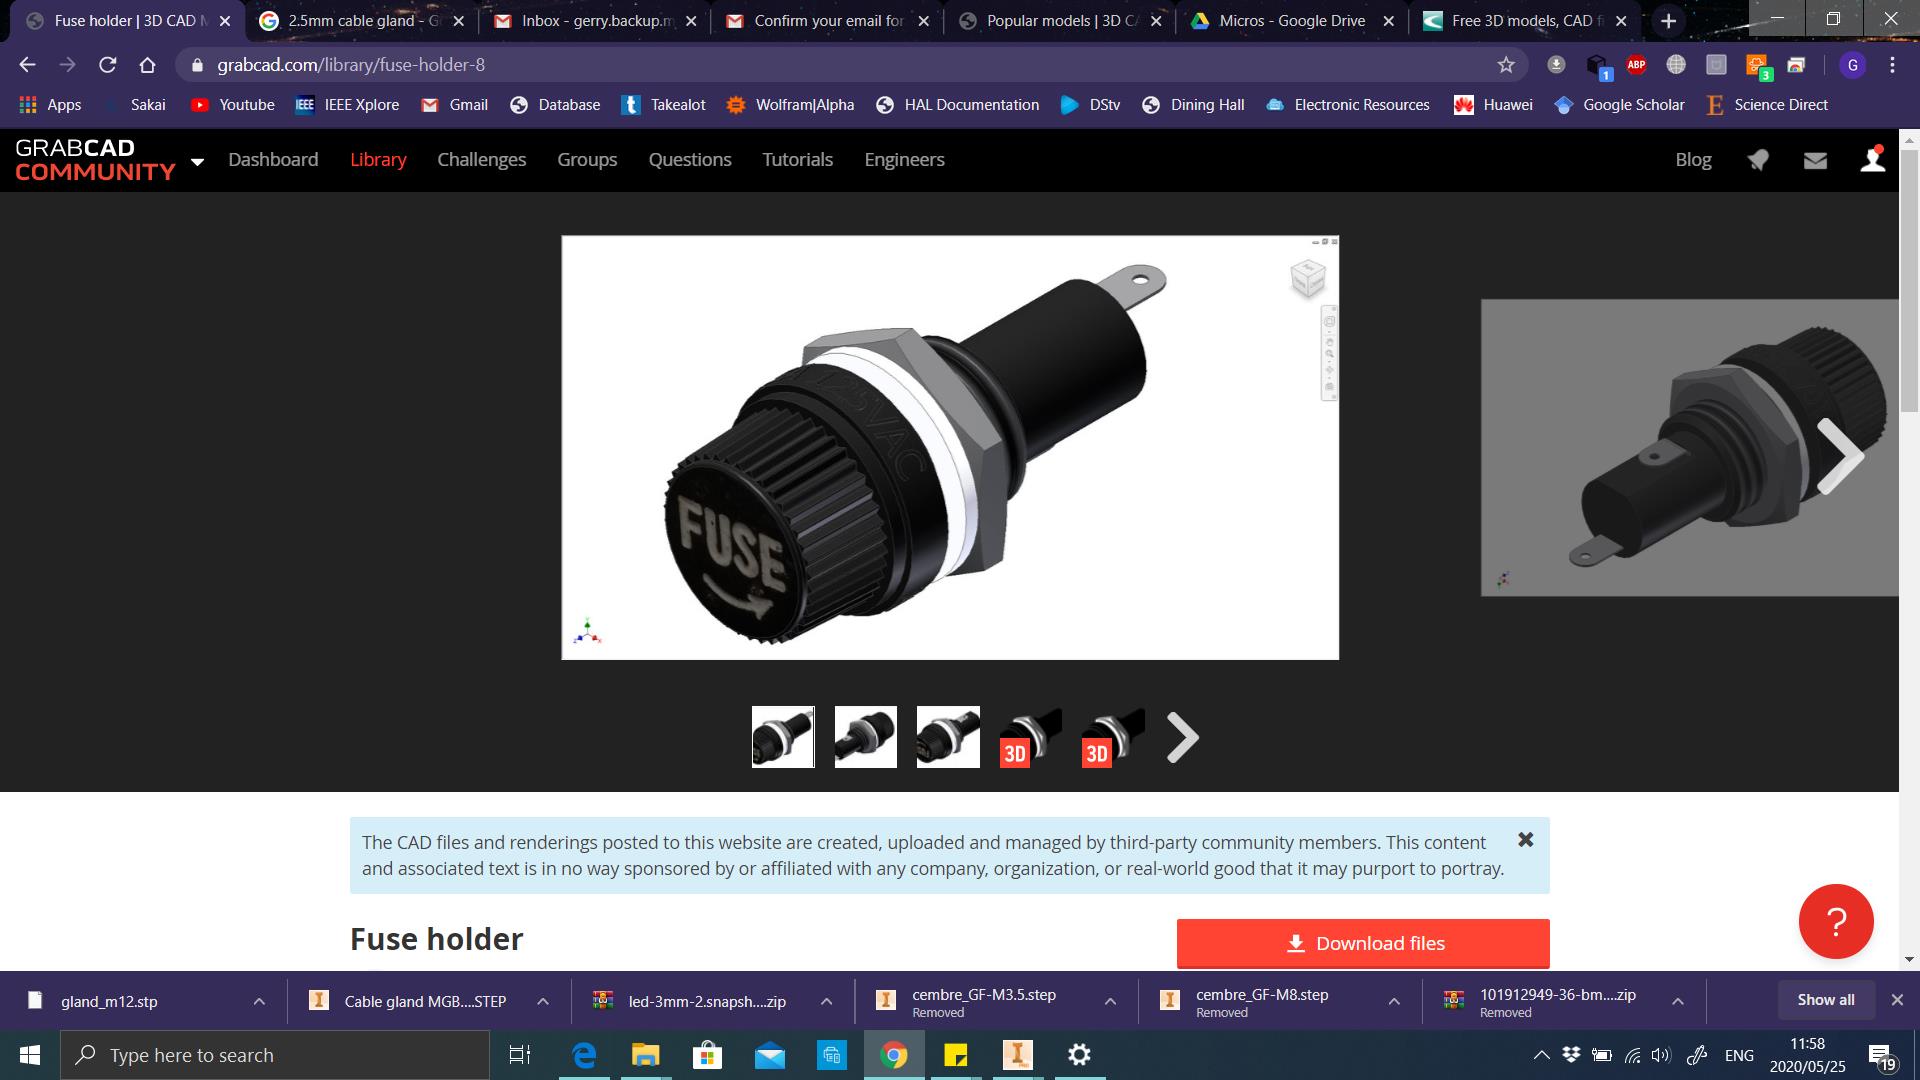 Fuse holder | 3D CAD M
2.5mm cable gland - G
Inbox - gerry.backup.m
Confirm your email for
Popular models | 3D C
Micros - Google Drive
Free 3D models, CAD f
grabcad.com/library/fuse-holder-8
1
ABP
3
G
Apps
Sakai
Youtube
IEEE
IEEE Xplore
Gmail
Database
t
Takealot
Wolfram|Alpha
HAL Documentation
DStv
Dining Hall
Electronic Resources
Huawei
Google Scholar
E
Science Direct
GRABCAD
COMMUNITY
Dashboard
Library
Challenges
Groups
Questions
Tutorials
Engineers
Blog
125VAC
FUSE
3D
3D
The CAD files and renderings posted to this website are created, uploaded and managed by third-party community members. This content
and associated text is in no way sponsored by or affiliated with any company, organization, or real-world good that it may purport to portray.
Fuse holder
Download files
?
gland_m12.stp
Cable gland MGB....STEP
led-3mm-2.snapsh....zip
cembre_GF-M3.5.step
Removed
cembre_GF-M8.step
Removed
101912949-36-bm....zip
Removed
Show all
Type here to search
ENG
11:58
2020/05/25
19